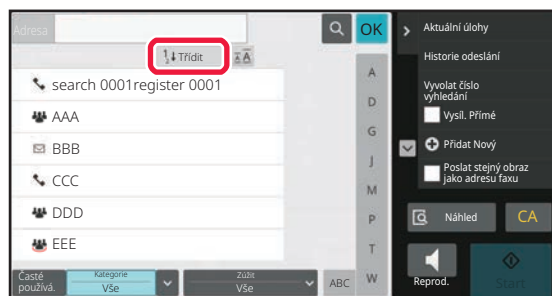 Adresa
OK
Třídit
search 0001register 0001
AAA
BBB
CCC
DDD
EEE
A
D
G
J
M
P
T
W
ABC
Časté
používá.
Kategorie
Vše
Zúžit
Vše
Aktuální úlohy
Historie odeslání
Vyvolat číslo
vyhledání
Vysíl. Přímé
Přidat Nový
Poslat stejný obraz
jako adresu faxu
Náhled
CA
Reprod.
Start